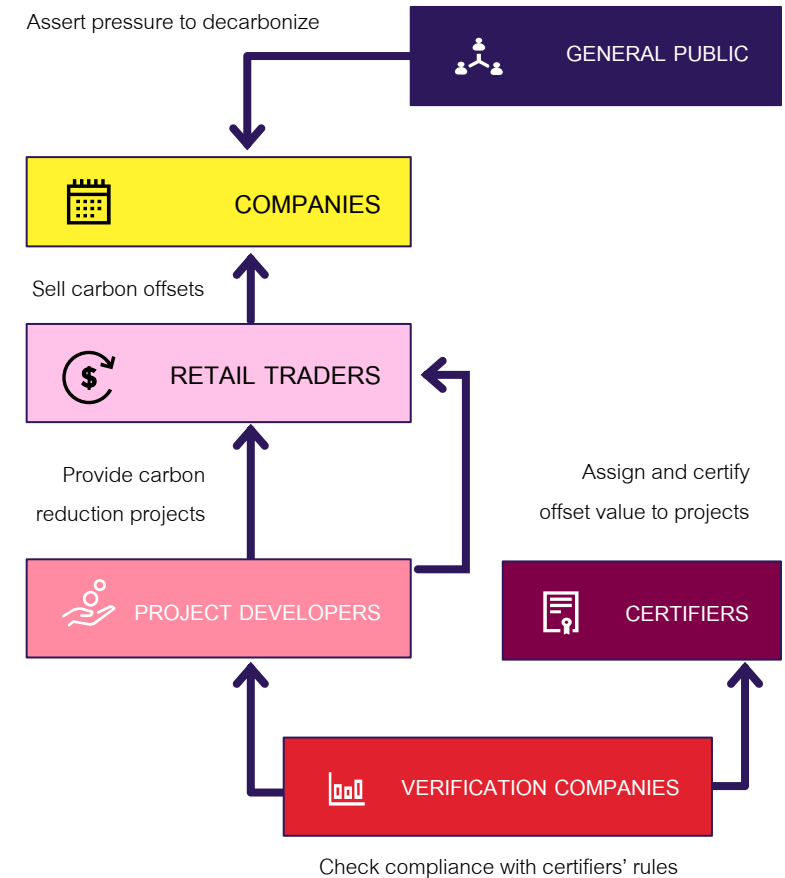 Assert pressure to decarbonize
GENERAL PUBLIC
COMPANIES
Sell carbon offsets
$
RETAIL TRADERS
Provide carbon
reduction projects
Assign and certify
offset value to projects
PROJECT DEVELOPERS
CERTIFIERS
VERIFICATION COMPANIES
Check compliance with certifiers’ rules